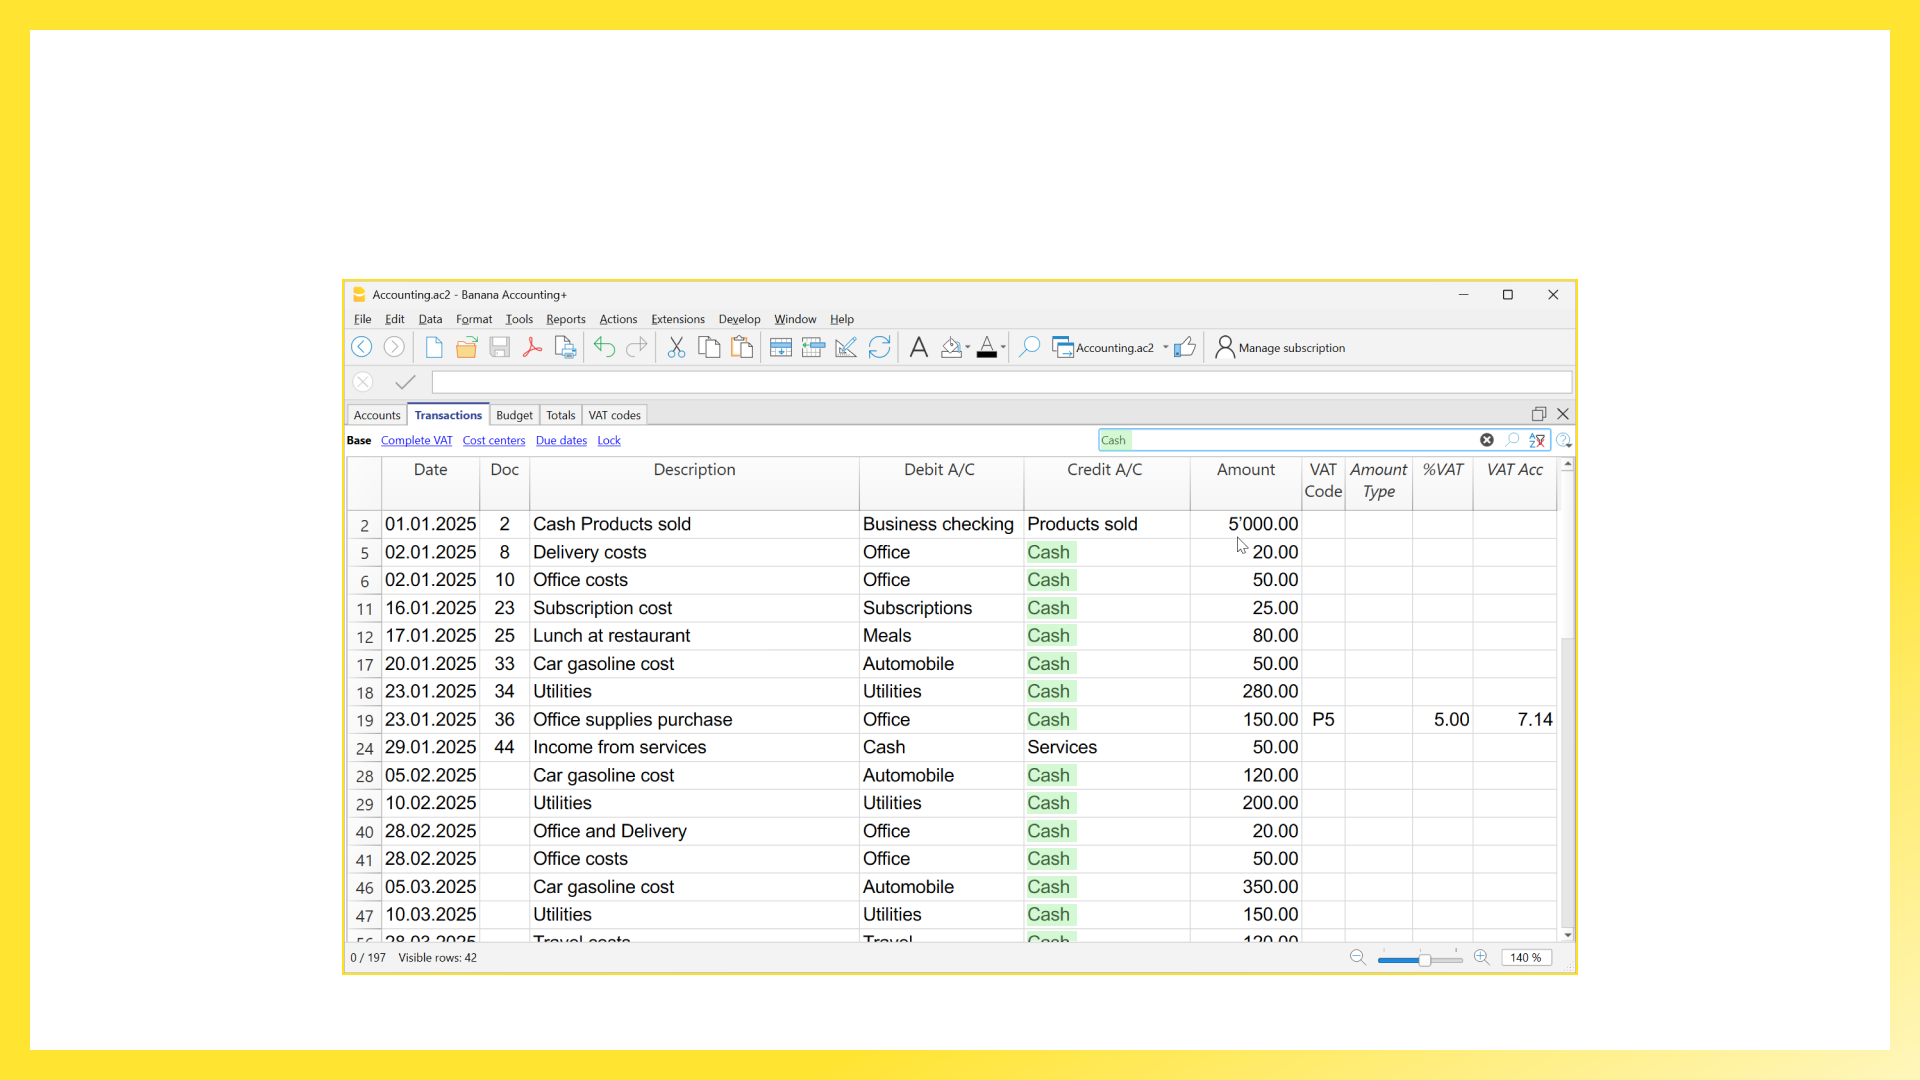 Accounting.ac2 - Banana Accounting+
File Edit Data Format Tools Reports Actions Extensions Develop Window Help
Accounting.ac2 Manage subscription
Accounts Transactions Budget Totals VAT codes
Base Complete VAT Cost centers Due dates Lock Cash
Date Doc Description Debit A/C Credit A/C Amount VAT Code Amount Type %VAT VAT Acc
2 01.01.2025 2 Cash Products sold Business checking Products sold 5’000.00
5 02.01.2025 8 Delivery costs Office Cash 20.00
6 02.01.2025 10 Office costs Office Cash 50.00
11 16.01.2025 23 Subscription cost Subscriptions Cash 25.00
12 17.01.2025 25 Lunch at restaurant Meals Cash 80.00
17 20.01.2025 33 Car gasoline cost Automobile Cash 50.00
18 23.01.2025 34 Utilities Utilities Cash 280.00
19 23.01.2025 36 Office supplies purchase Office Cash 150.00 P5 5.00 7.14
24 29.01.2025 44 Income from services Cash Services 50.00
28 05.02.2025 Car gasoline cost Automobile Cash 120.00
29 10.02.2025 Utilities Utilities Cash 200.00
40 28.02.2025 Office and Delivery Office Cash 20.00
41 28.02.2025 Office costs Office Cash 50.00
46 05.03.2025 Car gasoline cost Automobile Cash 350.00
47 10.03.2025 Utilities Utilities Cash 150.00
28.03.2025 Travel costs Travel Cash 120.00
0 / 197 Visible rows: 42 140 %